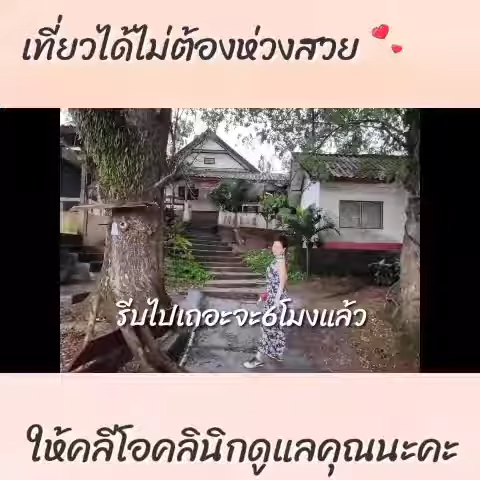 เที่ยวได้ไม่ต้องห่วงสวย
รีบไปเถอะจะ6โมงแล้ว
ให้คลีโอคลินิกดูแลคุณนะคะ